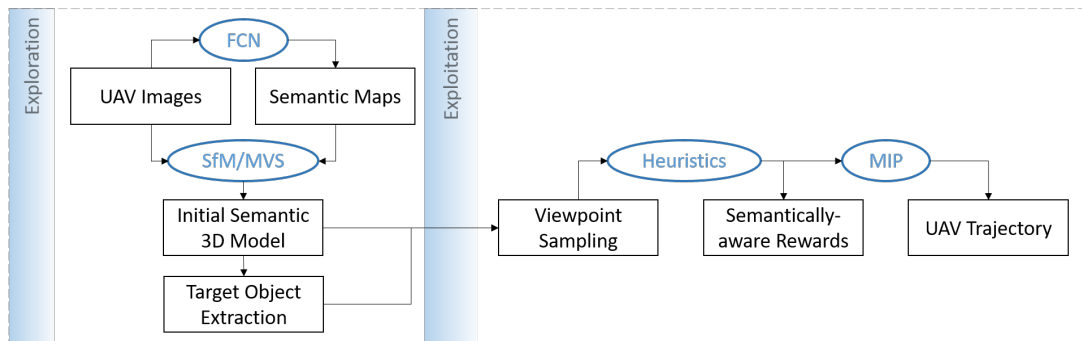 Exploration
FCN
UAV Images
Semantic Maps
SfM/MVS
Initial Semantic
3D Model
Target Object
Extraction
Exploitation
Viewpoint
Sampling
Heuristics
Semantically-
aware Rewards
MIP
UAV Trajectory